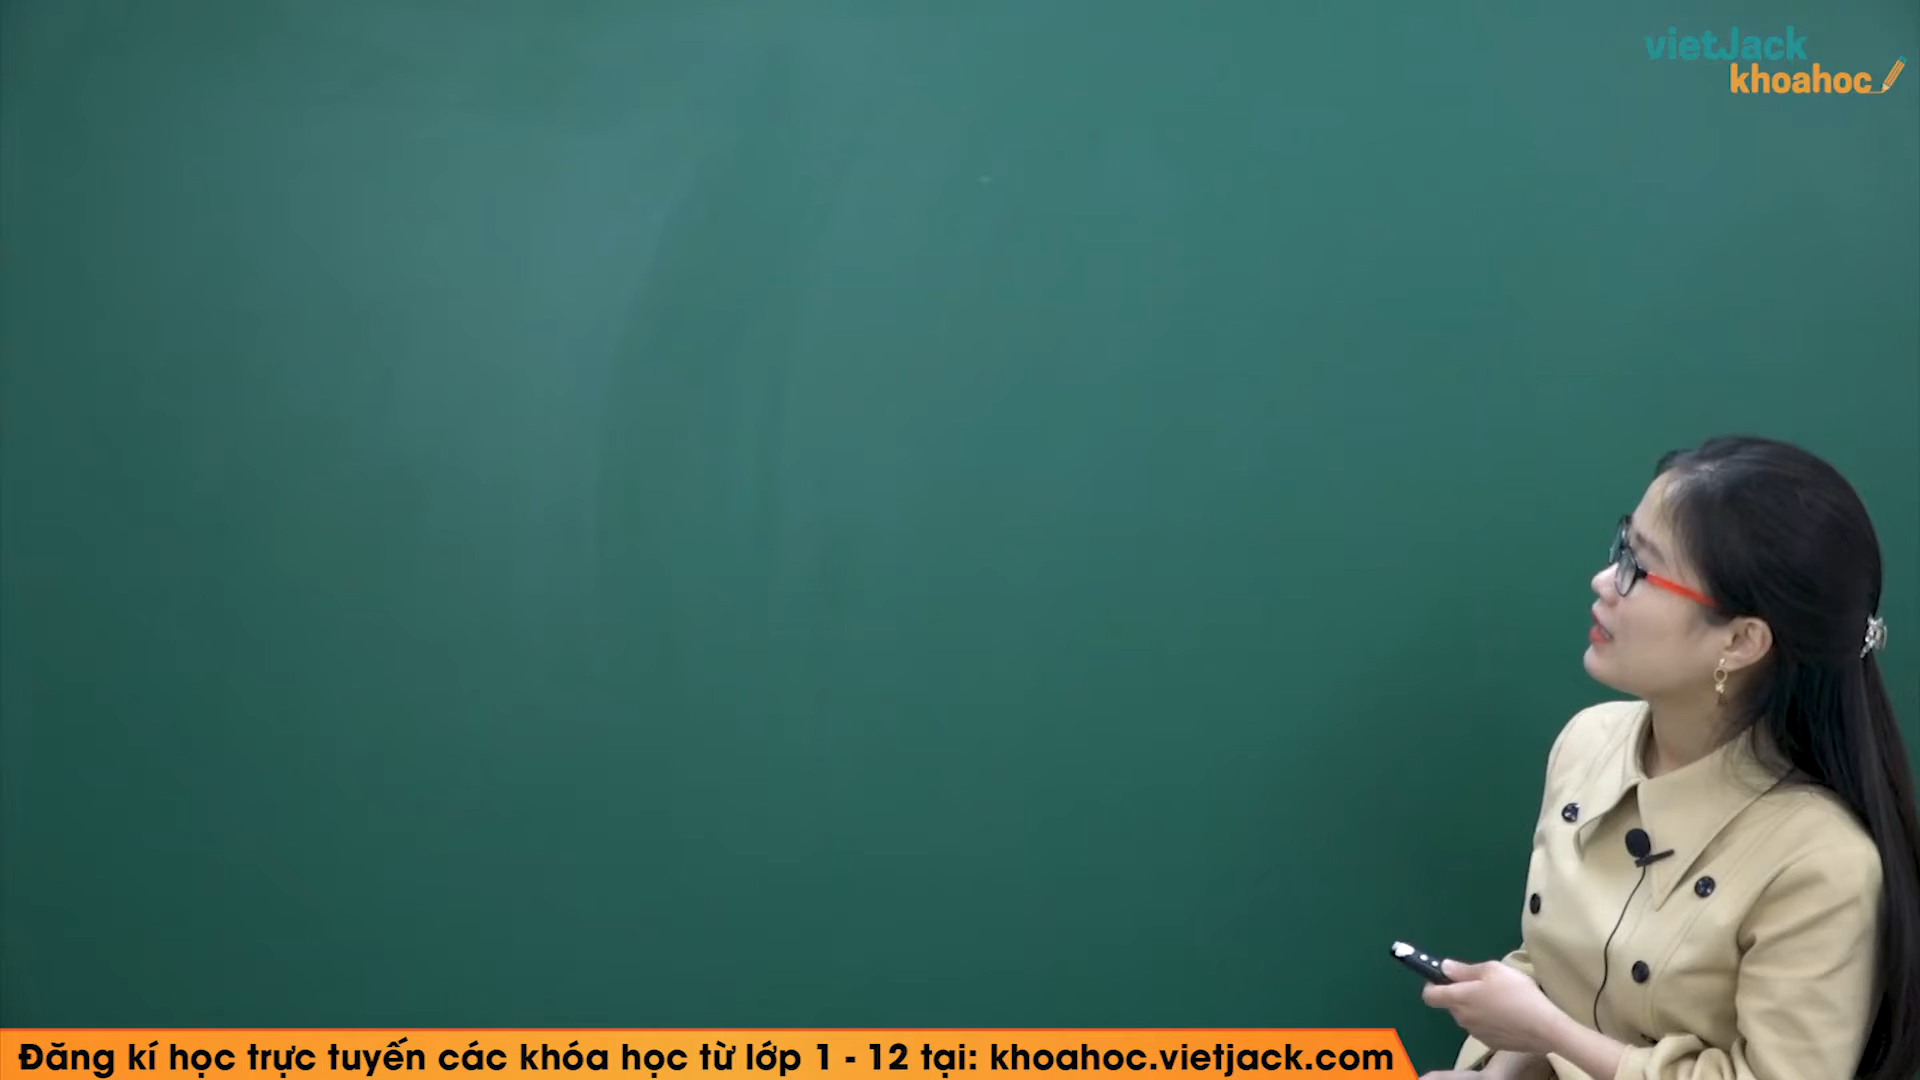 vietJack
khoahoc
Đăng kí học trực tuyến các khóa học từ lớp 1 - 12 tại: khoahoc.vietjack.com